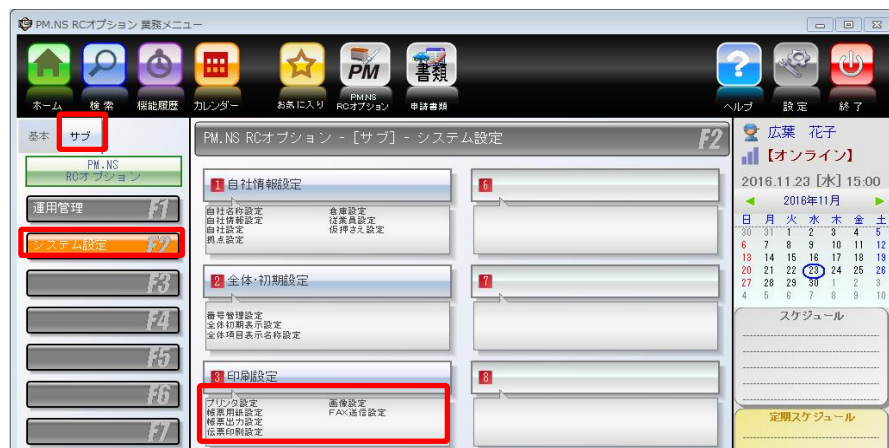 PM.NS RCオプション 業務メニュー
ホーム 検索 機能履歴 カレンダー お気に入り PM PM.NS RCオプション 書類 申請書類 ? ヘルプ 設定 終了
基本 サブ
PM.NS
RCオプション
運用管理 F1
システム設定 F2
F3
F4
F5
F6
F7
PM.NS RCオプション - [サブ] - システム設定 F2
1 自社情報設定
自社名称設定 倉庫設定
自社情報設定 従業員設定
自社設定 仮押さえ設定
拠点設定
2 全体・初期設定
番号管理設定
全体初期表示設定
全体項目表示名称設定
3 印刷設定
プリンタ設定 画像設定
帳票用紙設定 FAX送信設定
帳票出力設定
伝票印刷設定
6
7
8
広葉 花子
【オンライン】
2016.11.23 [水] 15:00
2016年11月
日 月 火 水 木 金 土
30 31 1 2 3 4 5
6 7 8 9 10 11 12
13 14 15 16 17 18 19
20 21 22 23 24 25 26
27 28 29 30 1 2 3
4 5 6 7 8 9 10
スケジュール
定期スケジュール